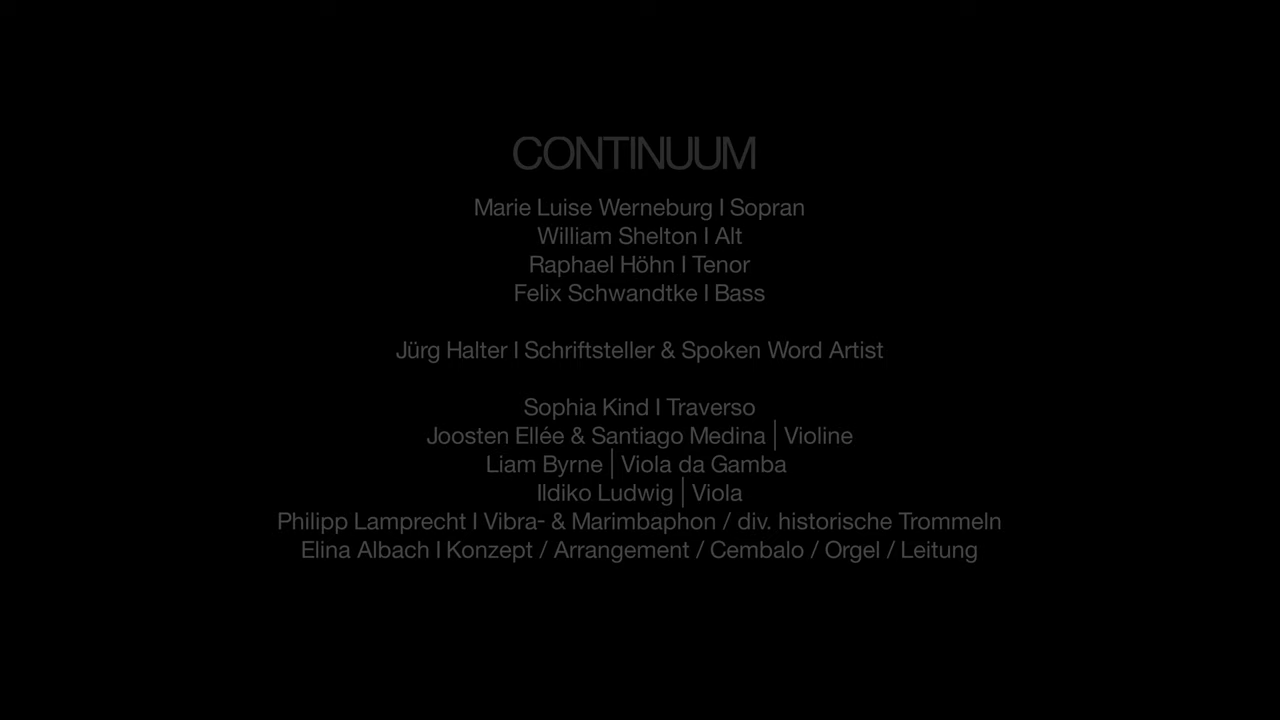 CONTINUUM
Marie Luise Werneburg I Sopran
William Shelton I Alt
Raphael Höhn I Tenor
Felix Schwandtke I Bass
Jürg Halter I Schriftsteller & Spoken Word Artist
Sophia Kind I Traverso
Joosten Ellée & Santiago Medina | Violine
Liam Byrne | Viola da Gamba
Ildiko Ludwig | Viola
Philipp Lamprecht I Vibra- & Marimbaphon / div. historische Trommeln
Elina Albach I Konzept / Arrangement / Cembalo / Orgel / Leitung